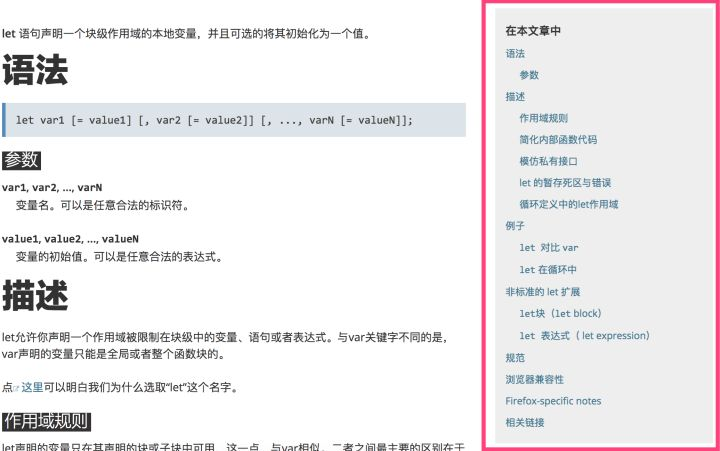 let 语句声明一个块级作用域的本地变量，并且可选的将其初始化为一个值。
语法
let var1 [= value1] [, var2 [= value2]] [, ..., varN [= valueN]];
参数
var1, var2, …, varN
变量名。可以是任意合法的标识符。
value1, value2, …, valueN
变量的初始值。可以是任意合法的表达式。
描述
let允许你声明一个作用域被限制在块级中的变量、语句或者表达式。与var关键字不同的是，
var声明的变量只能是全局或者整个函数块的。
点这里可以明白我们为什么选取“let”这个名字。
作用域规则
let声明的变量只在其声明的块或子块中可用，这一点，与var相似。二者之间最主要的区别在于
在本文章中
语法
参数
描述
作用域规则
简化内部函数代码
模仿私有接口
let 的暂存死区与错误
循环定义中的let作用域
例子
let 对比 var
let 在循环中
非标准的 let 扩展
let块（let block）
let 表达式（ let expression）
规范
浏览器兼容性
Firefox-specific notes
相关链接